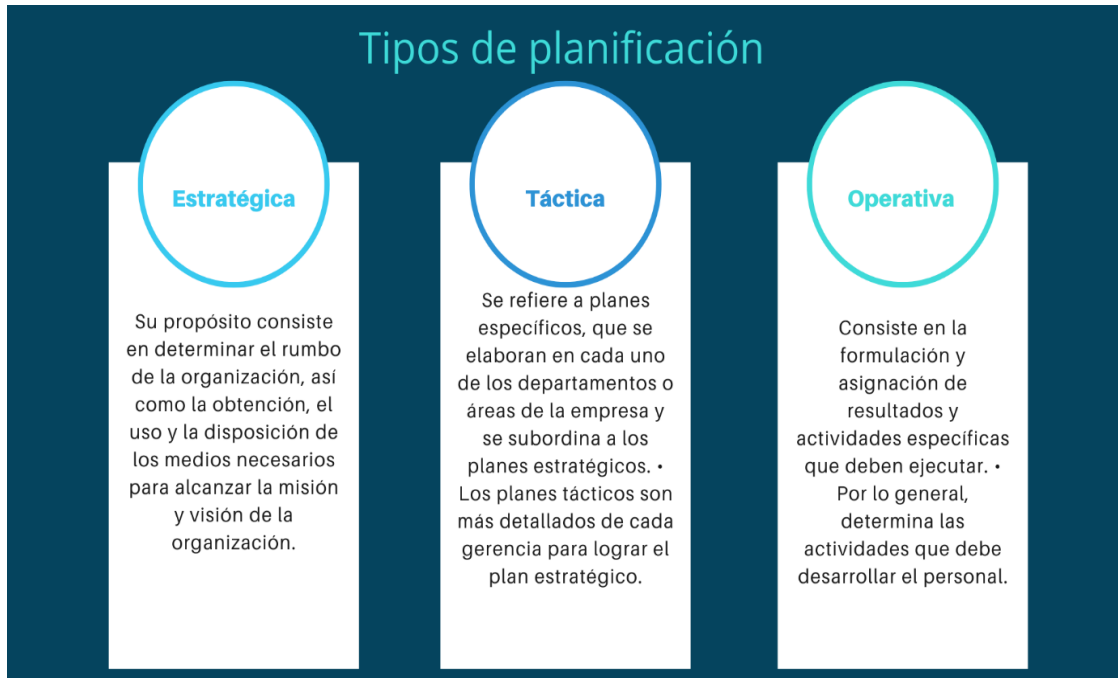 Tipos de planificación
Estratégica
Su propósito consiste
en determinar el rumbo
de la organización, así
como la obtención, el
uso y la disposición de
los medios necesarios
para alcanzar la misión
y visión de la
organización.
Táctica
Se refiere a planes
específicos, que se
elaboran en cada uno
de los departamentos o
áreas de la empresa y
se subordina a los
planes estratégicos. •
Los planes tácticos son
más detallados de cada
gerencia para lograr el
plan estratégico.
Operativa
Consiste en la
formulación y
asignación de
resultados y
actividades específicas
que deben ejecutar. •
Por lo general,
determina las
actividades que debe
desarrollar el personal.